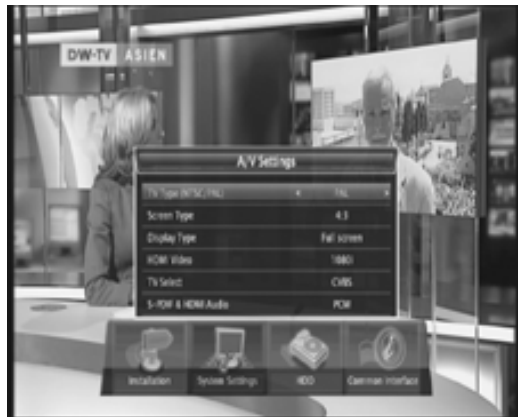 DW-TV ASIEN
A/V Settings
TV Type (NTSC/PAL) PAL
Screen Type 4:3
Display Type Full screen
HDMI Video 1080i
TV Select CVBS
S-PDIF & HDMI Audio PCM
Installation System Settings HDD Common Interface